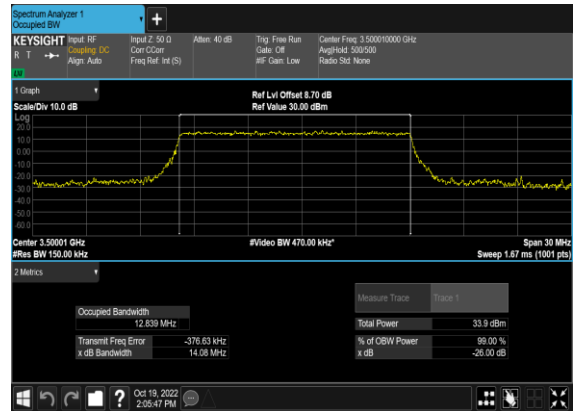 Spectrum Analyzer 1
Occupied BW
+
KEYSIGHT
R T
LXI
Input: RF
Coupling: DC
Align: Auto
Input Z: 50 Ω
Corr CCorr
Freq Ref: Int (S)
Atten: 40 dB
Trig: Free Run
Gate: Off
#IF Gain: Low
Center Freq: 3.500010000 GHz
Avg|Hold: 500/500
Radio Std: None
1 Graph
Scale/Div 10.0 dB
Ref Lvl Offset 8.70 dB
Ref Value 30.00 dBm
Log
20.0
10.0
0.00
-10.0
-20.0
-30.0
-40.0
-50.0
-60.0
Center 3.50001 GHz
#Res BW 150.00 kHz
#Video BW 470.00 kHz*
Span 30 MHz
Sweep 1.67 ms (1001 pts)
2 Metrics
Measure Trace
Trace 1
Occupied Bandwidth
12.839 MHz
Total Power
33.9 dBm
Transmit Freq Error
-376.63 kHz
% of OBW Power
99.00 %
x dB Bandwidth
14.08 MHz
x dB
-26.00 dB
?
Oct 19, 2022
2:05:47 PM